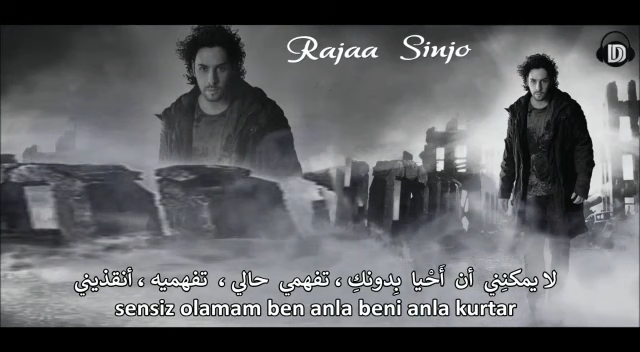 Rajaa Sinjo
D
لا يمكنِني أن أَحْيا بِدونكِ ، تفهمي حالي ، تفهميه ، أنقذيني
sensiz olamam ben anla beni anla kurtar